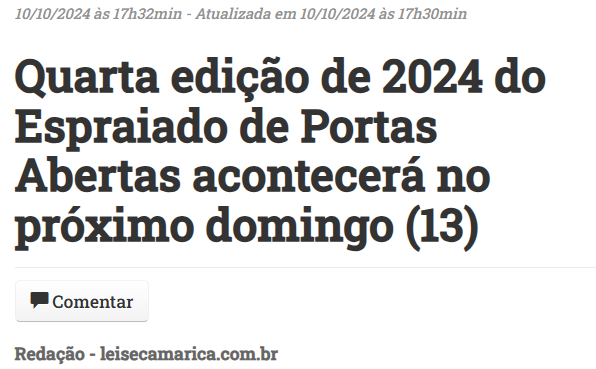 10/10/2024 às 17h32min - Atualizada em 10/10/2024 às 17h30min
Quarta edição de 2024 do
Espraiado de Portas
Abertas acontecerá no
próximo domingo (13)
Comentar
Redação - leisecamarica.com.br